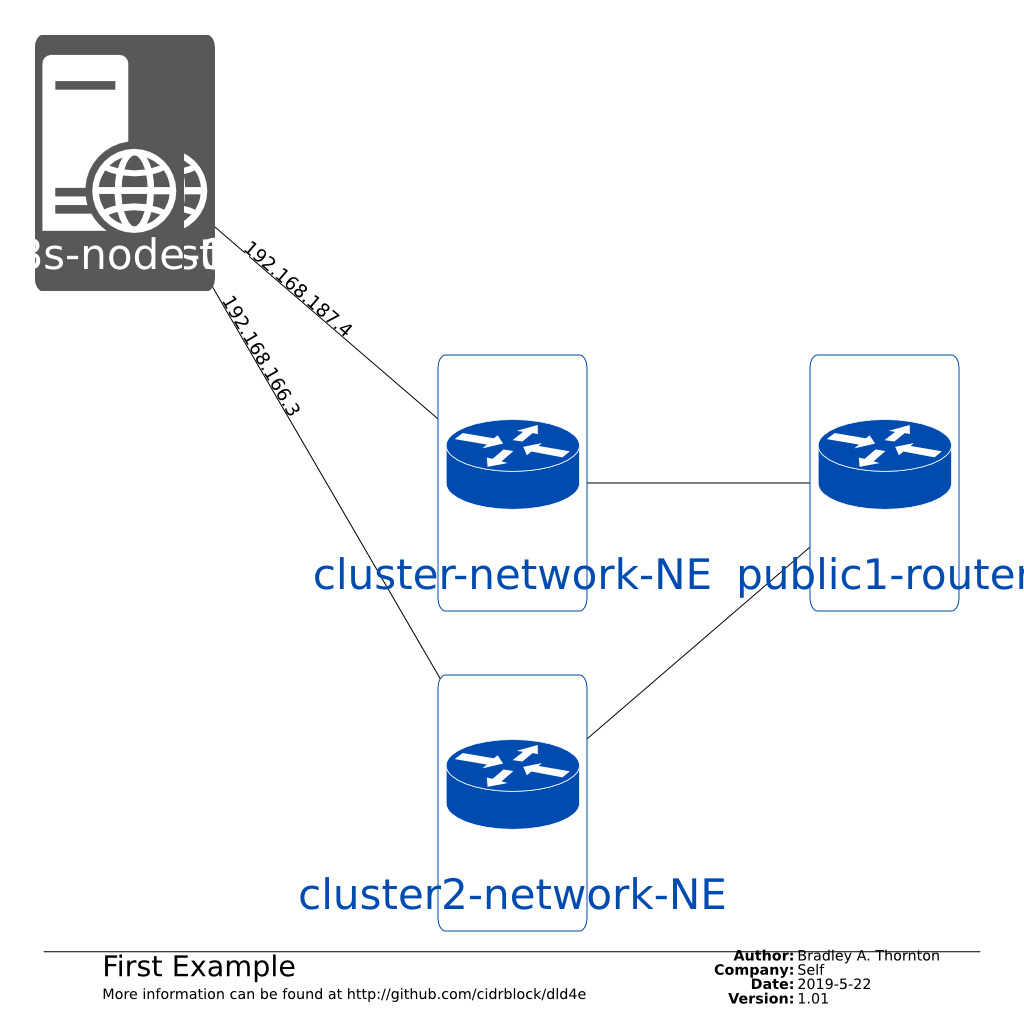 192.168.187.4
192.168.166.3
cluster-network-NE
public1-router
cluster2-network-NE
First Example
More information can be found at http://github.com/cidrblock/dld4e
Author: Bradley A. Thornton
Company: Self
Date: 2019-5-22
Version: 1.01